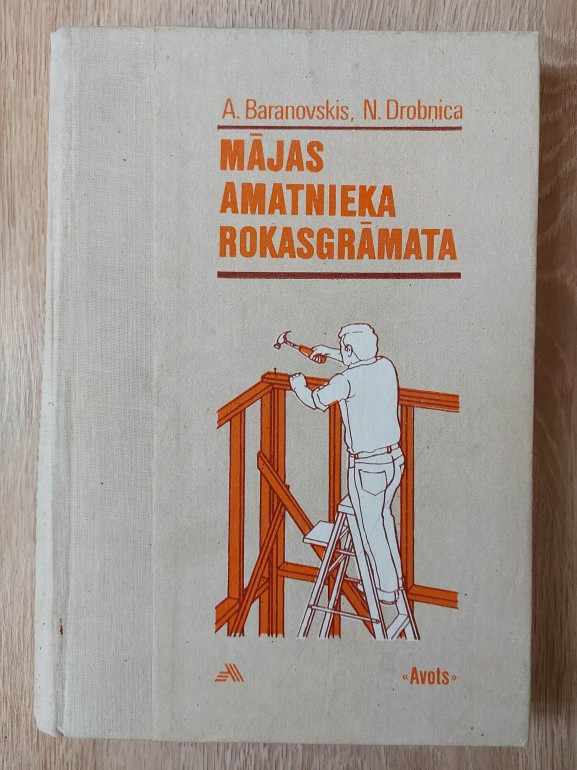 A. Baranovskis, N. Drobņica
MĀJAS
AMATNIEKA
ROKASGRĀMATA
«Avots»